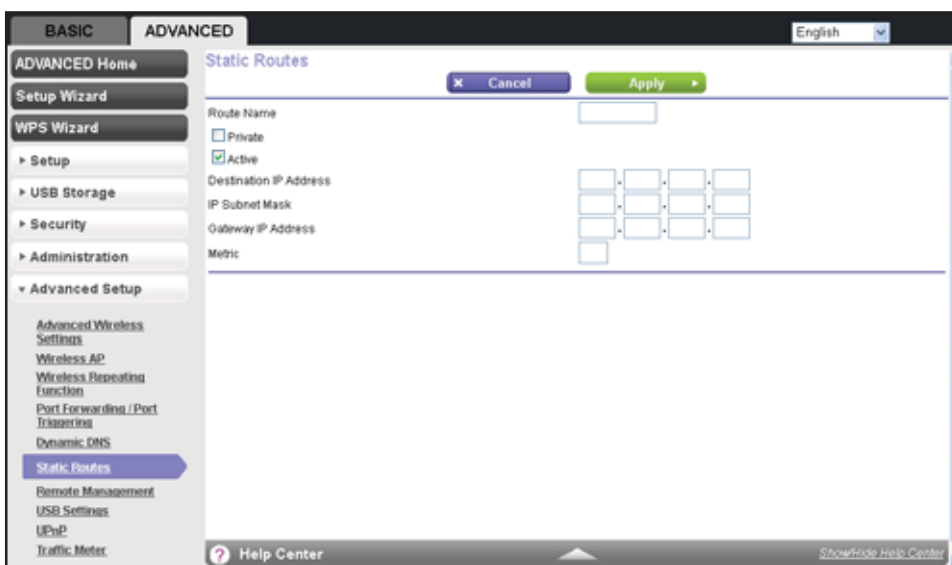 BASIC
ADVANCED
English
ADVANCED Home
Setup Wizard
WPS Wizard
Setup
USB Storage
Security
Administration
Advanced Setup
Advanced Wireless
Settings
Wireless AP
Wireless Repeating
Function
Port Forwarding / Port
Triggering
Dynamic DNS
Static Routes
Remote Management
USB Settings
UPnP
Traffic Meter
Static Routes
Cancel
Apply
Route Name
Private
Active
Destination IP Address
IP Subnet Mask
Gateway IP Address
Metric
? Help Center
Show/Hide Help Center